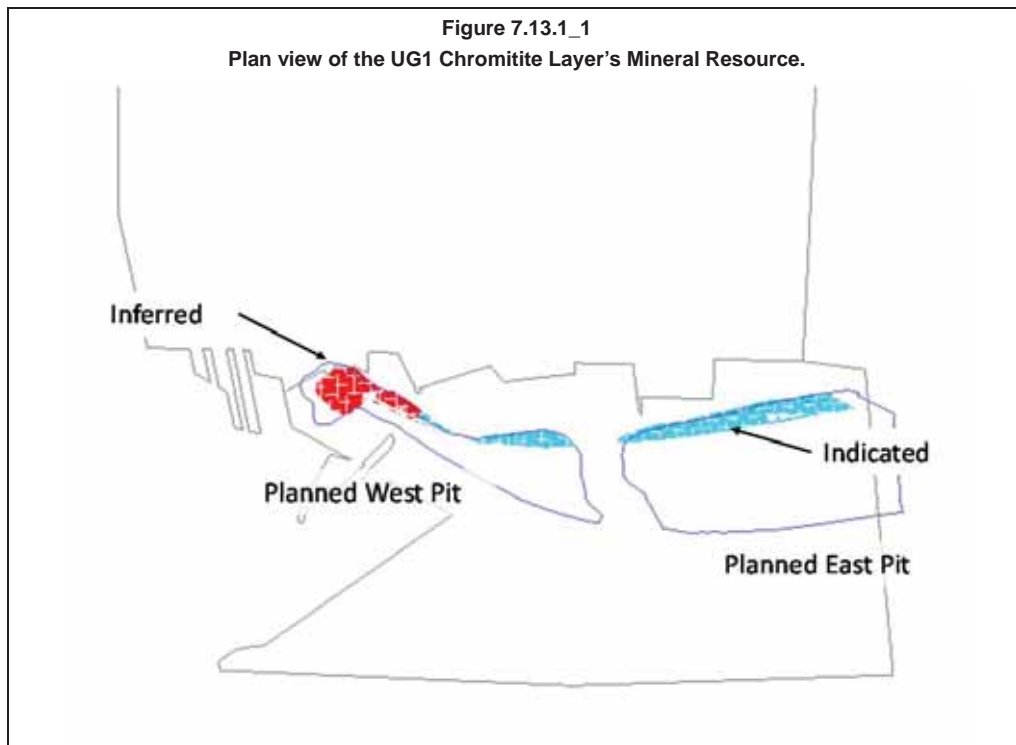 Figure 7.13.1_1
Plan view of the UG1 Chromitite Layer's Mineral Resource.
Inferred
Indicated
Planned West Pit
Planned East Pit